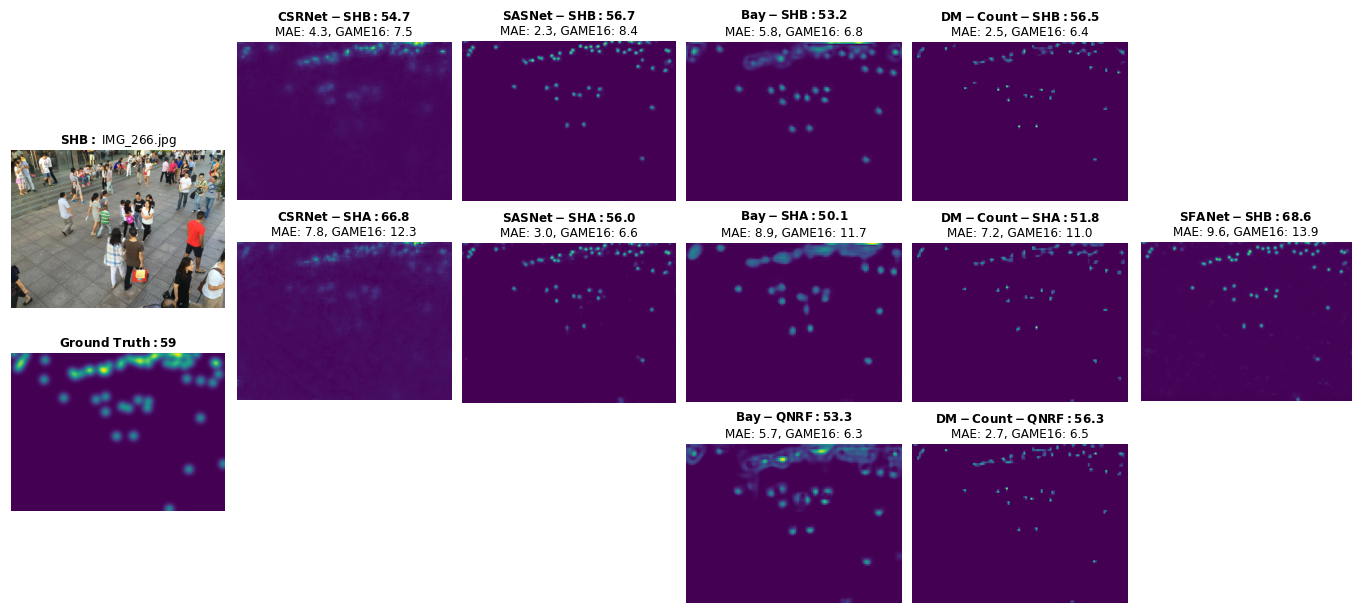 CSRNet − SHB: 54.7
MAE: 4.3, GAME16: 7.5
SASNet − SHB: 56.7
MAE: 2.3, GAME16: 8.4
Bay − SHB: 53.2
MAE: 5.8, GAME16: 6.8
DM − Count − SHB: 56.5
MAE: 2.5, GAME16: 6.4
SHB: IMG_266.jpg
CSRNet − SHA: 66.8
MAE: 7.8, GAME16: 12.3
SASNet − SHA: 56.0
MAE: 3.0, GAME16: 6.6
Bay − SHA: 50.1
MAE: 8.9, GAME16: 11.7
DM − Count − SHA: 51.8
MAE: 7.2, GAME16: 11.0
SFANet − SHB: 68.6
MAE: 9.6, GAME16: 13.9
Ground Truth: 59
Bay − QNRF: 53.3
MAE: 5.7, GAME16: 6.3
DM − Count − QNRF: 56.3
MAE: 2.7, GAME16: 6.5